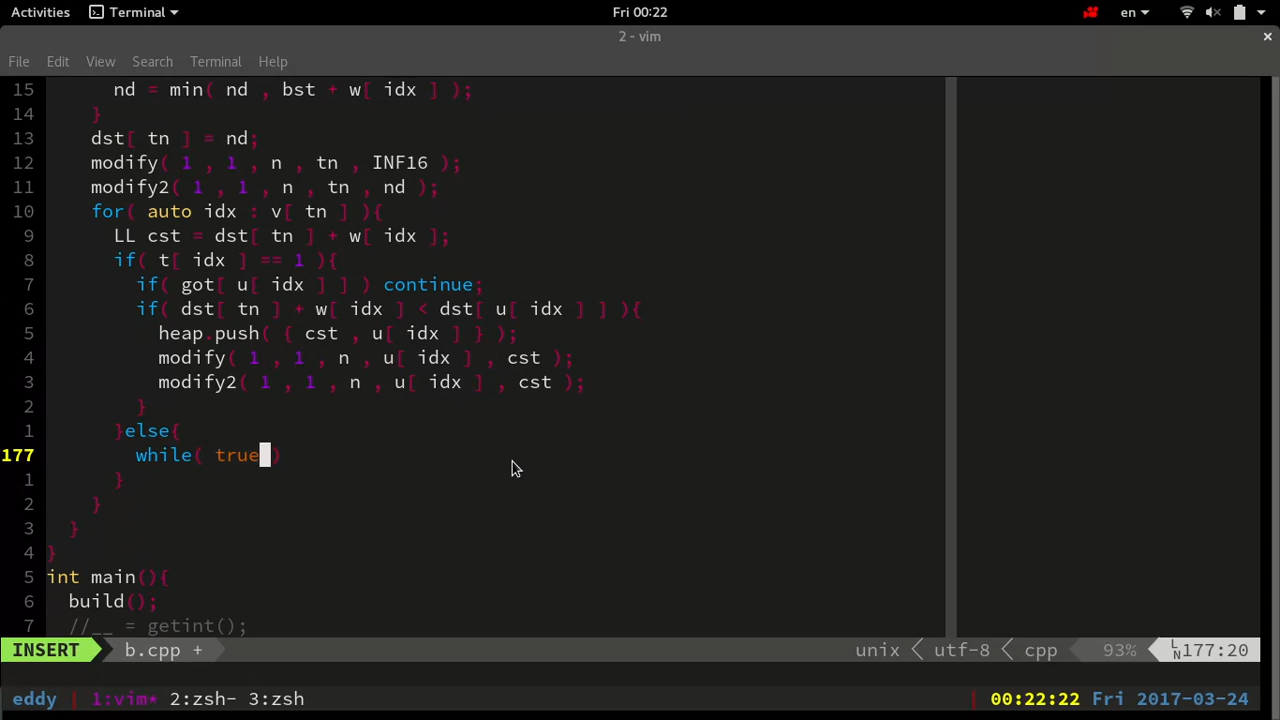 Activities Terminal Fri 00:22 en
2 - vim ×
File Edit View Search Terminal Help
15 nd = min( nd , bst + w[ idx ] );
14 }
13 dst[ tn ] = nd;
12 modify( 1 , 1 , n , tn , INF16 );
11 modify2( 1 , 1 , n , tn , nd );
10 for( auto idx : v[ tn ] ){
9 LL cst = dst[ tn ] + w[ idx ];
8 if( t[ idx ] == 1 ){
7 if( got[ u[ idx ] ] ) continue;
6 if( dst[ tn ] + w[ idx ] < dst[ u[ idx ] ] ){
5 heap.push( { cst , u[ idx ] } );
4 modify( 1 , 1 , n , u[ idx ] , cst );
3 modify2( 1 , 1 , n , u[ idx ] , cst );
2 }
1 }else{
177 while( true )
1 }
2 }
3 }
4 }
5 int main(){
6 build();
7 //__ = getint();
INSERT b.cpp + unix utf-8 cpp 93% LN 177:20
eddy | 1:vim* 2:zsh- 3:zsh | 00:22:22 Fri 2017-03-24